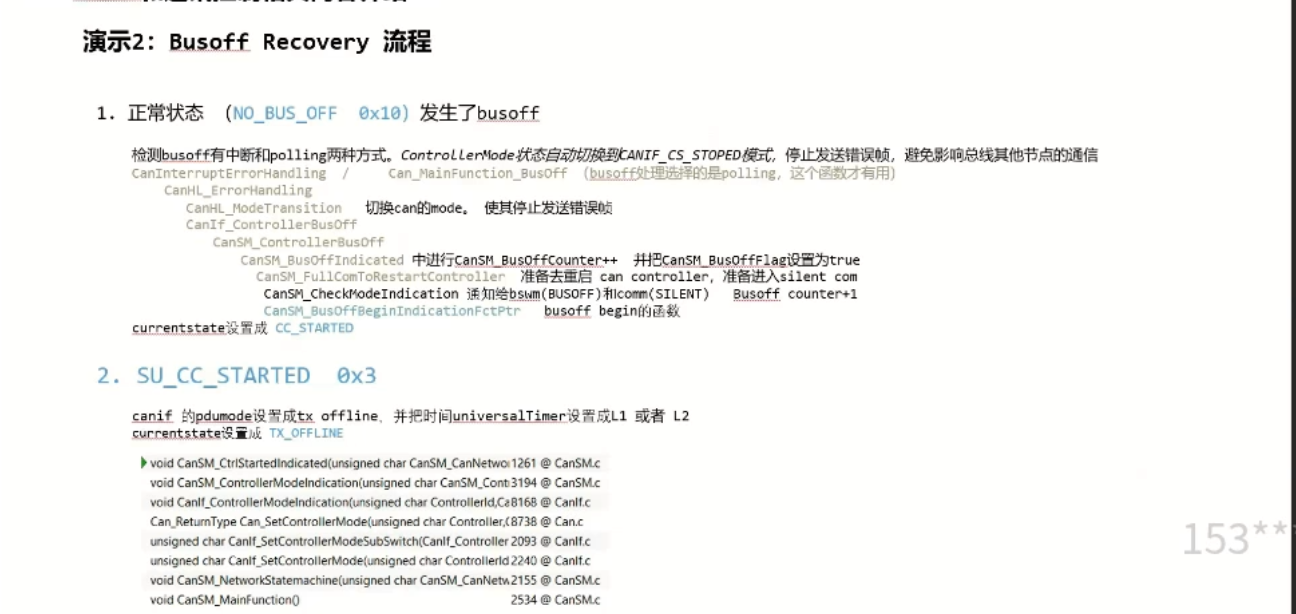 演示2: Busoff Recovery 流程
1. 正常状态 （NO_BUS_OFF 0x10）发生了busoff
检测busoff有中断和polling两种方式。ControllerMode状态自动切换到CANIF_CS_STOPED模式，停止发送错误帧，避免影响总线其他节点的通信
CanInterruptErrorHandling / Can_MainFunction_BusOff （busoff处理选择的是polling，这个函数才有用）
CanHL_ErrorHandling
CanHL_ModeTransition 切换can的mode。 使其停止发送错误帧
CanIf_ControllerBusOff
CanSM_ControllerBusOff
CanSM_BusOffIndicated 中进行CanSM_BusOffCounter++ 并把CanSM_BusOffFlag设置为true
CanSM_FullComToRestartController 准备去重启 can controller，准备进入silent com
CanSM_CheckModeIndication 通知给bswm(BUSOFF)和comm(SILENT) Busoff counter+1
CanSM_BusOffBeginIndicationFctPtr busoff begin的函数
currentstate设置成 CC_STARTED
2. SU_CC_STARTED 0x3
canif 的pdumode设置成tx offline、并把时间universalTimer设置成L1 或者 L2
currentstate设置成 TX_OFFLINE
void CanSM_CtrlStartedIndicated(unsigned char CanSM_CanNetwo 1261 @ CanSM.c
void CanSM_ControllerModeIndication(unsigned char CanSM_Cont 3194 @ CanSM.c
void CanIf_ControllerModeIndication(unsigned char ControllerId,Ca 8168 @ CanIf.c
Can_ReturnType Can_SetControllerMode(unsigned char Controller,( 8738 @ Can.c
unsigned char CanIf_SetControllerModeSubSwitch(CanIf_Controller 2093 @ CanIf.c
unsigned char CanIf_SetControllerMode(unsigned char ControllerId 2240 @ CanIf.c
void CanSM_NetworkStatemachine(unsigned char CanSM_CanNetw 2155 @ CanSM.c
void CanSM_MainFunction() 2534 @ CanSM.c
153***